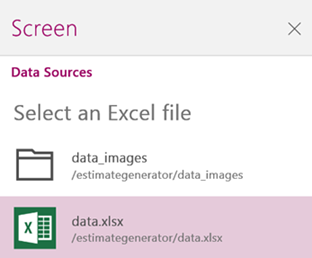 Screen
Data Sources
Select an Excel file
data_images
/estimategenerator/data_images
data.xlsx
/estimategenerator/data.xlsx